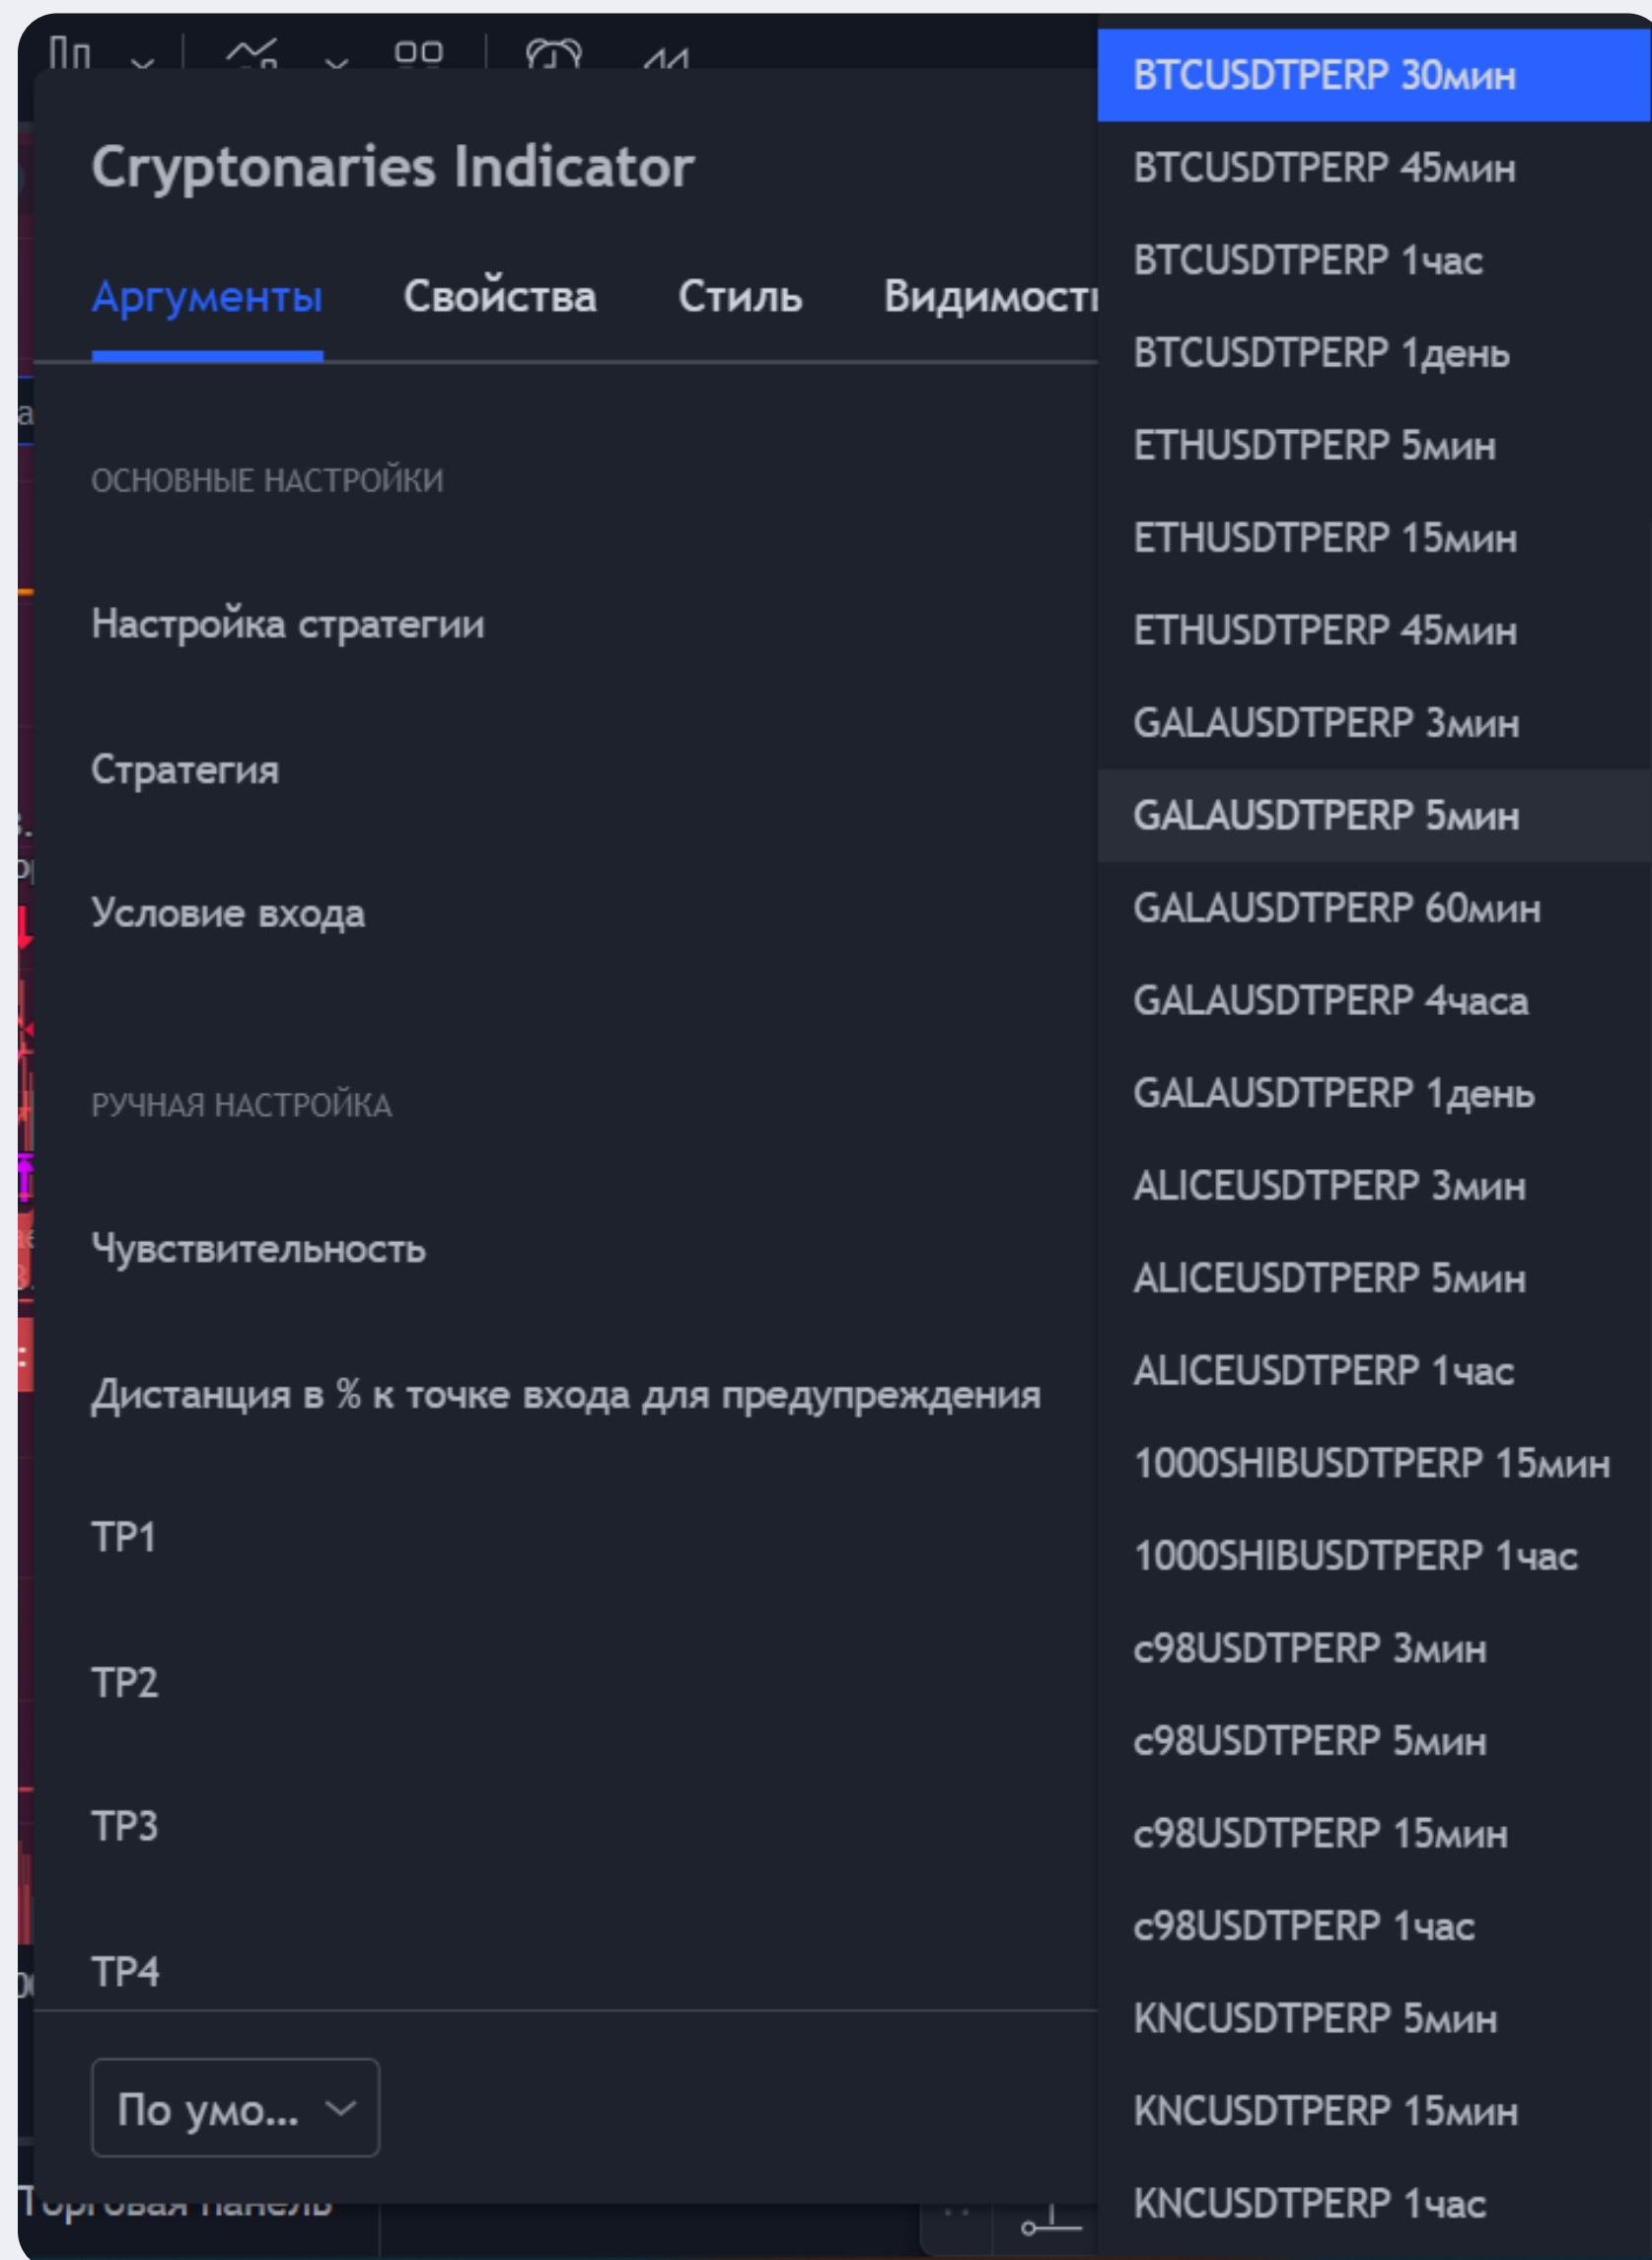 Cryptonaries Indicator
Аргументы Свойства Стиль Видимость
ОСНОВНЫЕ НАСТРОЙКИ
Настройка стратегии
Стратегия
Условие входа
РУЧНАЯ НАСТРОЙКА
Чувствительность
Дистанция в % к точке входа для предупреждения
TP1
TP2
TP3
TP4
По умо...
Торговая панель
BTCUSDTPERP 30мин
BTCUSDTPERP 45мин
BTCUSDTPERP 1час
BTCUSDTPERP 1день
ETHUSDTPERP 5мин
ETHUSDTPERP 15мин
ETHUSDTPERP 45мин
GALAUSDTPERP 3мин
GALAUSDTPERP 5мин
GALAUSDTPERP 60мин
GALAUSDTPERP 4часа
GALAUSDTPERP 1день
ALICEUSDTPERP 3мин
ALICEUSDTPERP 5мин
ALICEUSDTPERP 1час
1000SHIBUSDTPERP 15мин
1000SHIBUSDTPERP 1час
c98USDTPERP 3мин
c98USDTPERP 5мин
c98USDTPERP 15мин
c98USDTPERP 1час
KNCUSDTPERP 5мин
KNCUSDTPERP 15мин
KNCUSDTPERP 1час